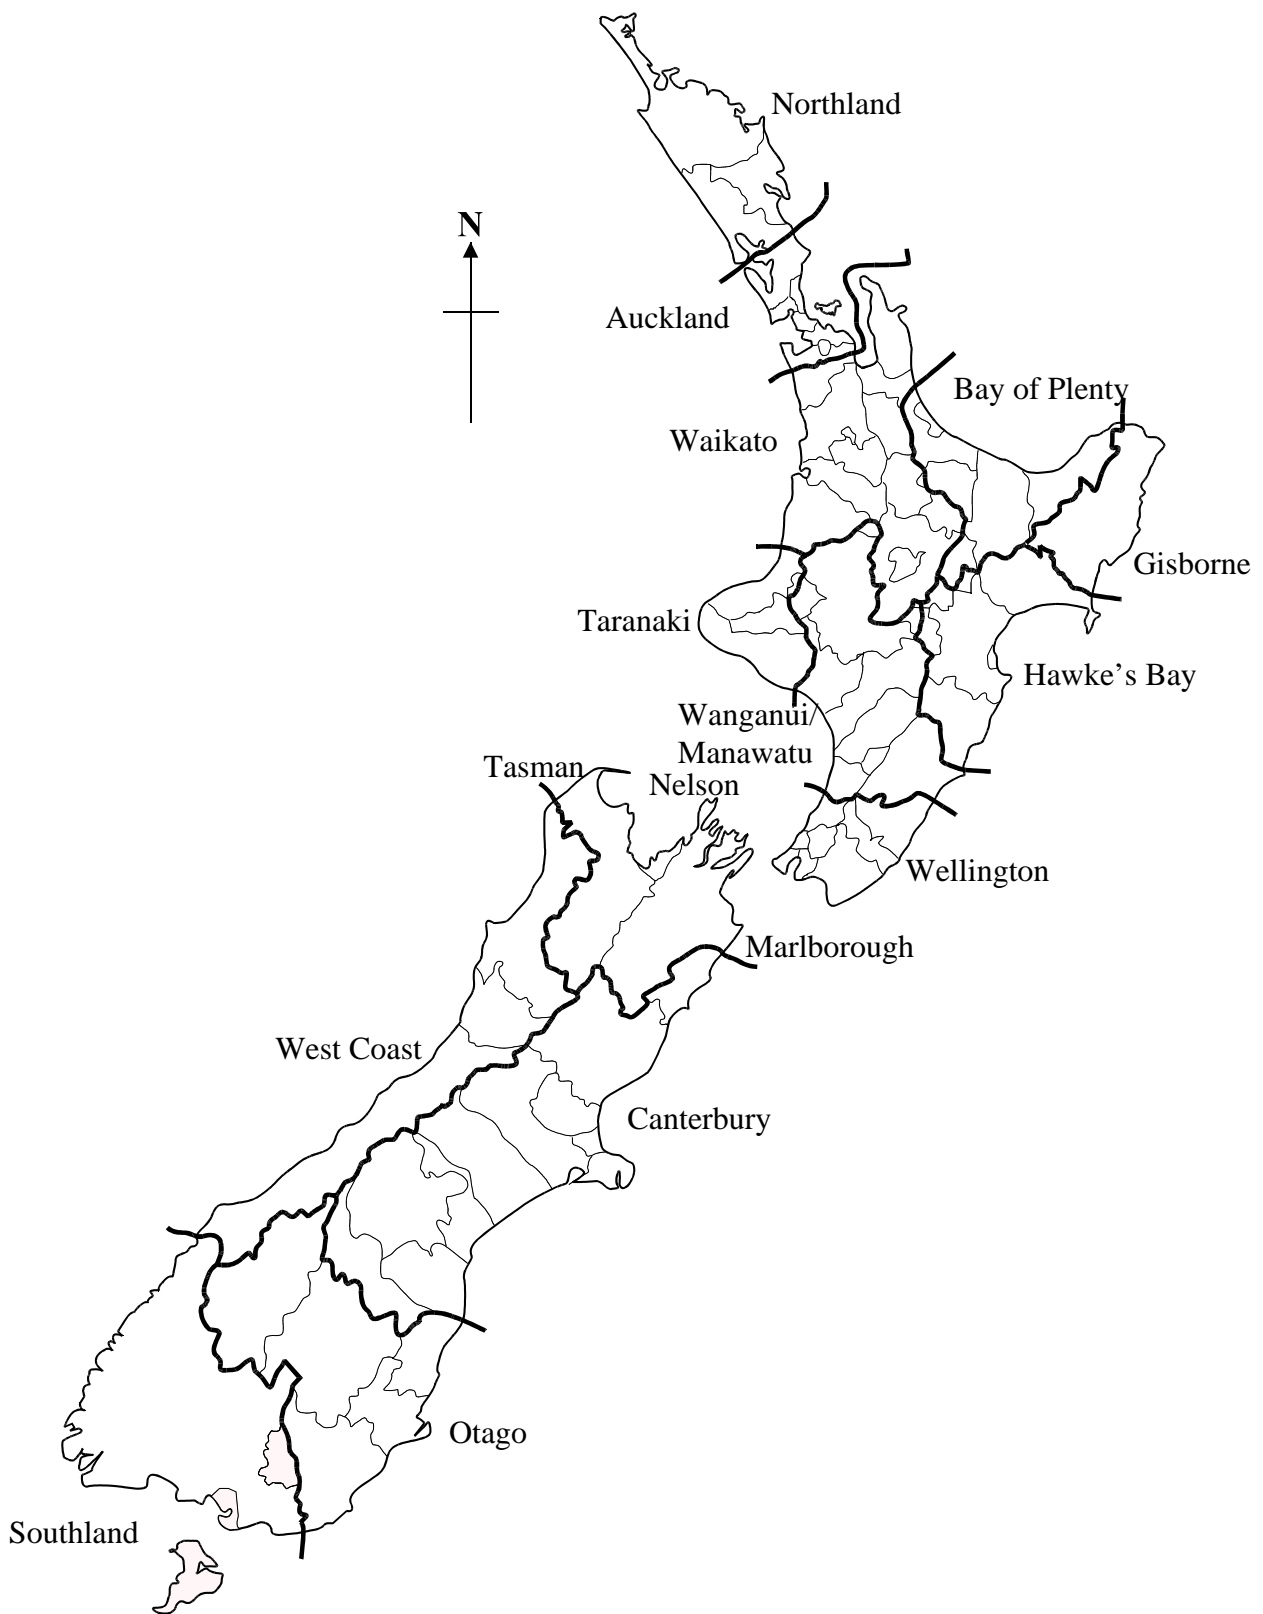 Northland
N
Auckland
Bay of Plenty
Waikato
Gisborne
Taranaki
Hawke's Bay
Wanganui/
Manawatu
Tasman
Nelson
Wellington
Marlborough
West Coast
Canterbury
Otago
Southland